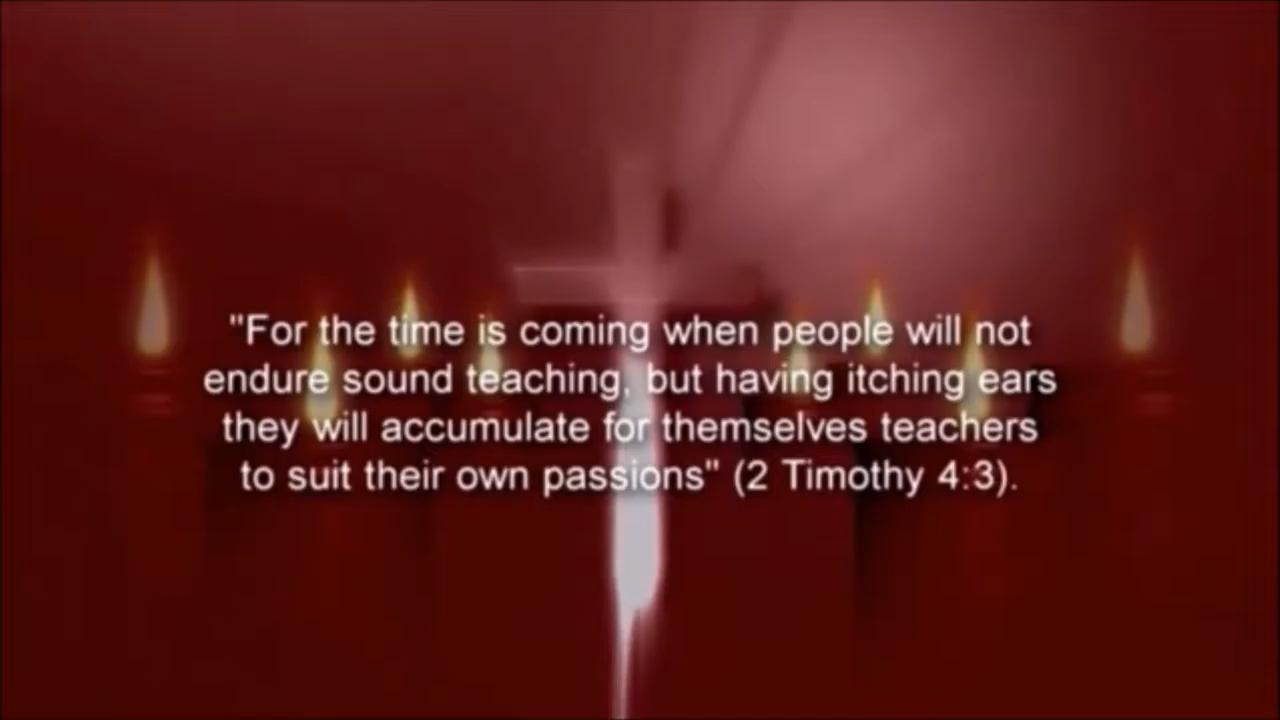 "For the time is coming when people will not
endure sound teaching, but having itching ears
they will accumulate for themselves teachers
to suit their own passions" (2 Timothy 4:3).